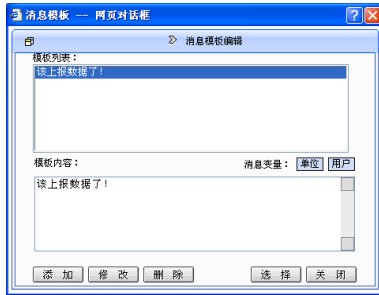 消息模板 -- 网页对话框
消息模板编辑
模板列表：
该上报数据了！
模板内容： 消息变量： 单位 用户
该上报数据了！
添 加 修 改 删 除 选 择 关 闭